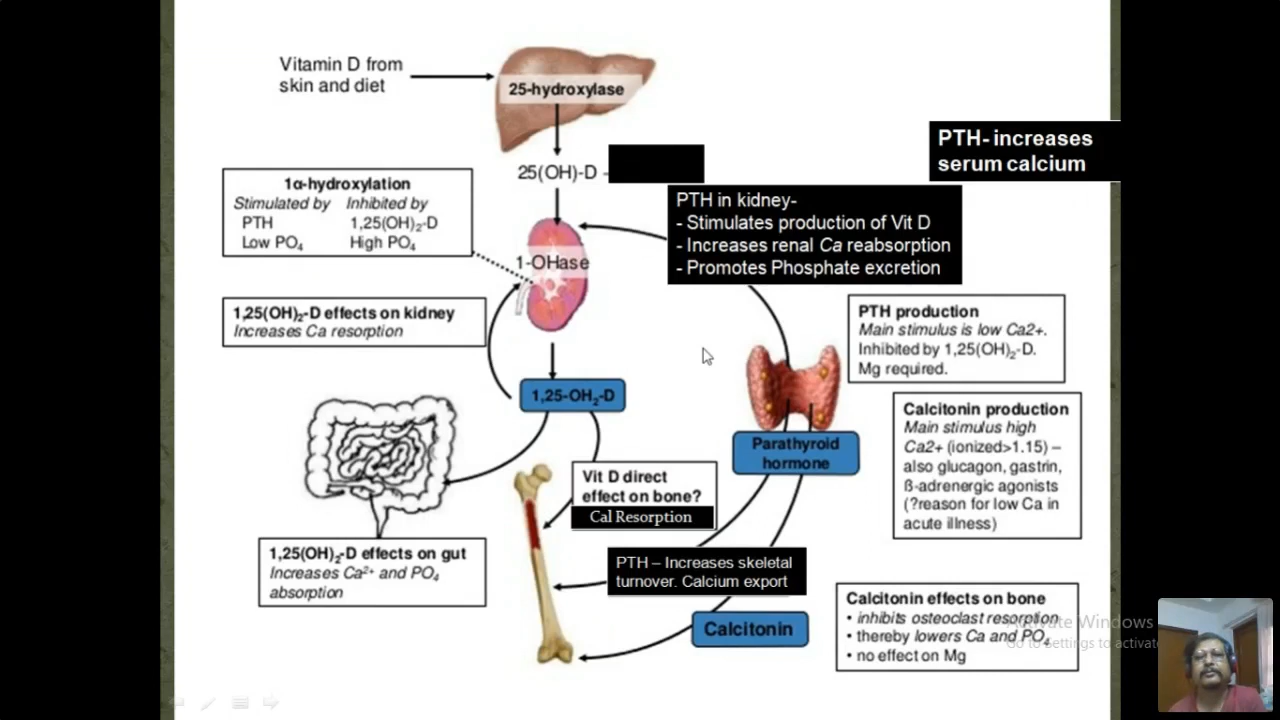 Vitamin D from
skin and diet
25-hydroxylase
25(OH)-D -
PTH- increases
serum calcium
1α-hydroxylation
Stimulated by Inhibited by
PTH 1,25(OH)₂-D
Low PO₄ High PO₄
PTH in kidney-
- Stimulates production of Vit D
- Increases renal Ca reabsorption
- Promotes Phosphate excretion
1-OHase
1,25(OH)₂-D effects on kidney
Increases Ca resorption
PTH production
Main stimulus is low Ca2+.
Inhibited by 1,25(OH)₂-D.
Mg required.
1,25-OH₂-D
Calcitonin production
Main stimulus high
Ca2+ (ionized>1.15) –
also glucagon, gastrin,
ß-adrenergic agonists
(?reason for low Ca in
acute illness)
Parathyroid
hormone
Vit D direct
effect on bone?
Cal Resorption
1,25(OH)₂-D effects on gut
Increases Ca²⁺ and PO₄
absorption
PTH – Increases skeletal
turnover. Calcium export
Calcitonin
Calcitonin effects on bone
• inhibits osteoclast resorption
• thereby lowers Ca and PO₄
• no effect on Mg
Activate Windows
Go to Settings to activate